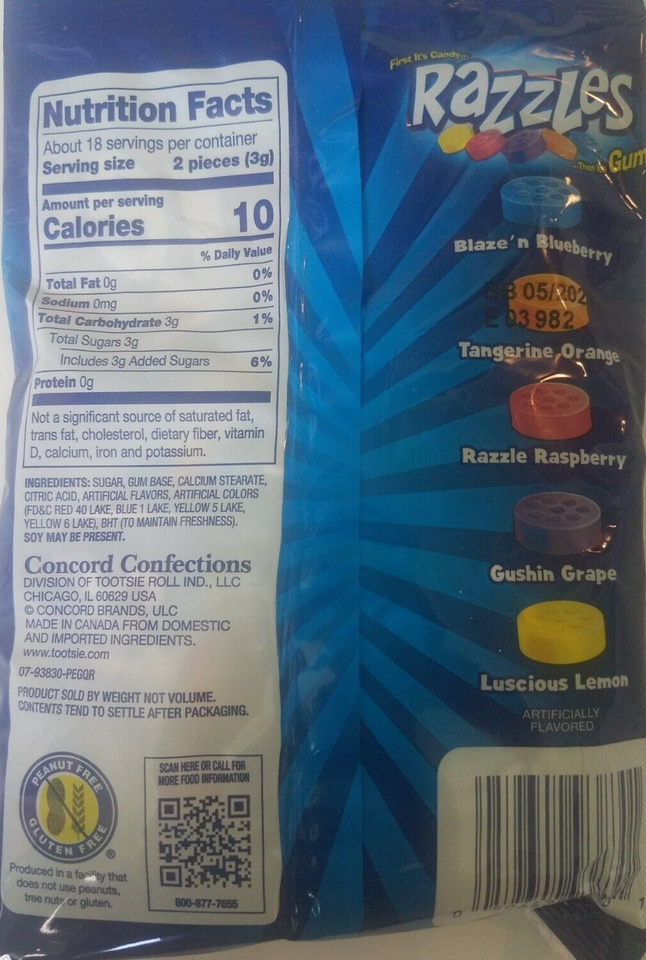 Nutrition Facts
About 18 servings per container
Serving size 2 pieces (3g)
Amount per serving
Calories 10
% Daily Value
Total Fat 0g 0%
Sodium 0mg 0%
Total Carbohydrate 3g 1%
Total Sugars 3g
Includes 3g Added Sugars 6%
Protein 0g
Not a significant source of saturated fat,
trans fat, cholesterol, dietary fiber, vitamin
D, calcium, iron and potassium.
INGREDIENTS: SUGAR, GUM BASE, CALCIUM STEARATE,
CITRIC ACID, ARTIFICIAL FLAVORS, ARTIFICIAL COLORS
(FD&C RED 40 LAKE, BLUE 1 LAKE, YELLOW 5 LAKE,
YELLOW 6 LAKE), BHT (TO MAINTAIN FRESHNESS).
SOY MAY BE PRESENT.
Concord Confections
DIVISION OF TOOTSIE ROLL IND., LLC
CHICAGO, IL 60629 USA
© CONCORD BRANDS, ULC
MADE IN CANADA FROM DOMESTIC
AND IMPORTED INGREDIENTS.
www.tootsie.com
07-93830-PEGQR
PRODUCT SOLD BY WEIGHT NOT VOLUME.
CONTENTS TEND TO SETTLE AFTER PACKAGING.
PEANUT FREE
GLUTEN FREE
®
Produced in a facility that
does not use peanuts,
tree nuts or gluten.
SCAN HERE OR CALL FOR
MORE FOOD INFORMATION
800-877-7655
First It's Candy...
Razzles
...Then It's Gum
Blaze'n Blueberry
BB 05/202
E 03 982
Tangerine Orange
Razzle Raspberry
Gushin Grape
Luscious Lemon
ARTIFICIALLY
FLAVORED
0